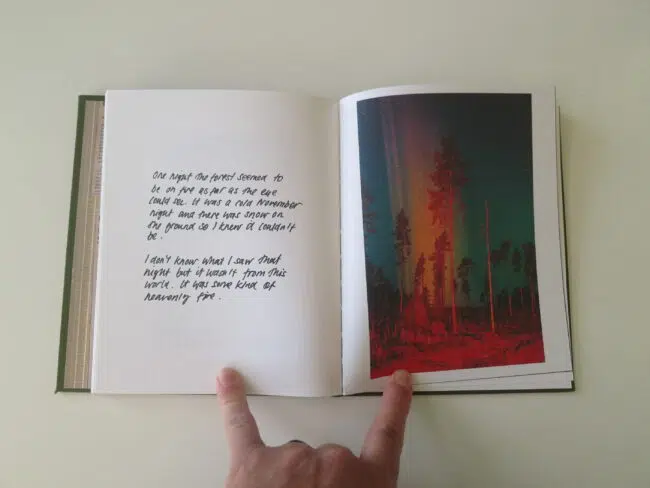 One night the forest seemed to
be on fire as far as the eye
could see. It was a cold November
night and there was snow on
the ground so I knew it couldn't
be.
I don't know what I saw that
night but it wasn't from this
world. It was some kind of
heavenly fire.